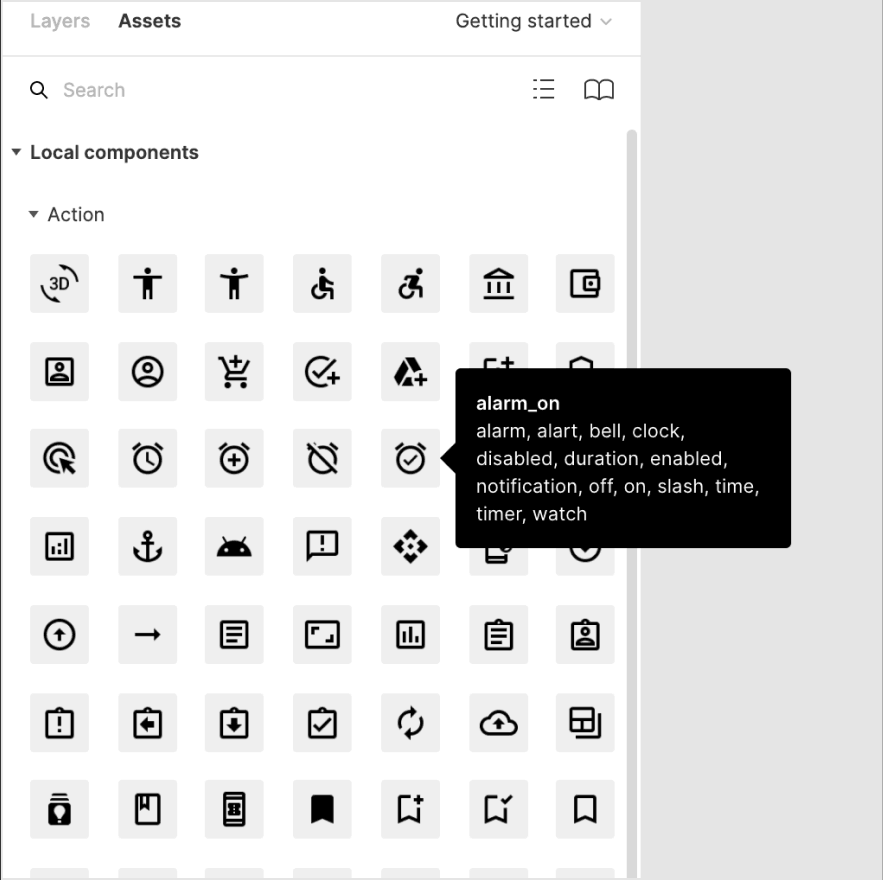 Layers Assets Getting started
Search
Local components
Action
3D
alarm_on
alarm, alart, bell, clock,
disabled, duration, enabled,
notification, off, on, slash, time,
timer, watch